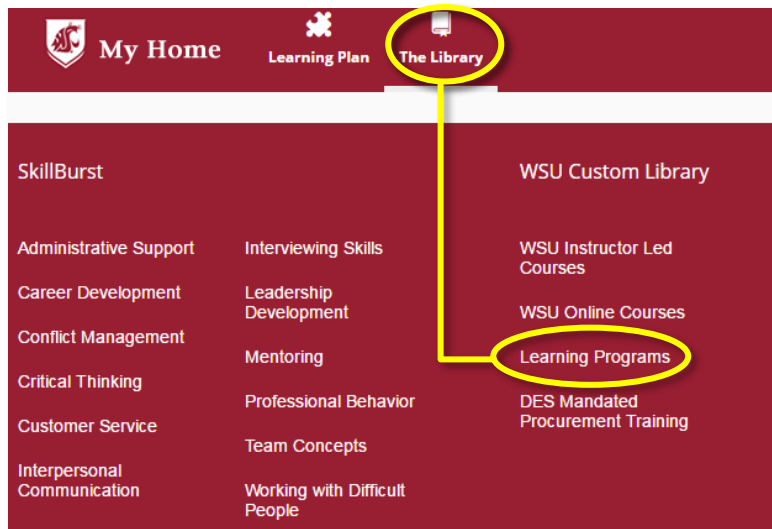 My Home
Learning Plan
The Library
SkillBurst
Administrative Support
Career Development
Conflict Management
Critical Thinking
Customer Service
Interpersonal
Communication
Interviewing Skills
Leadership
Development
Mentoring
Professional Behavior
Team Concepts
Working with Difficult
People
WSU Custom Library
WSU Instructor Led
Courses
WSU Online Courses
Learning Programs
DES Mandated
Procurement Training